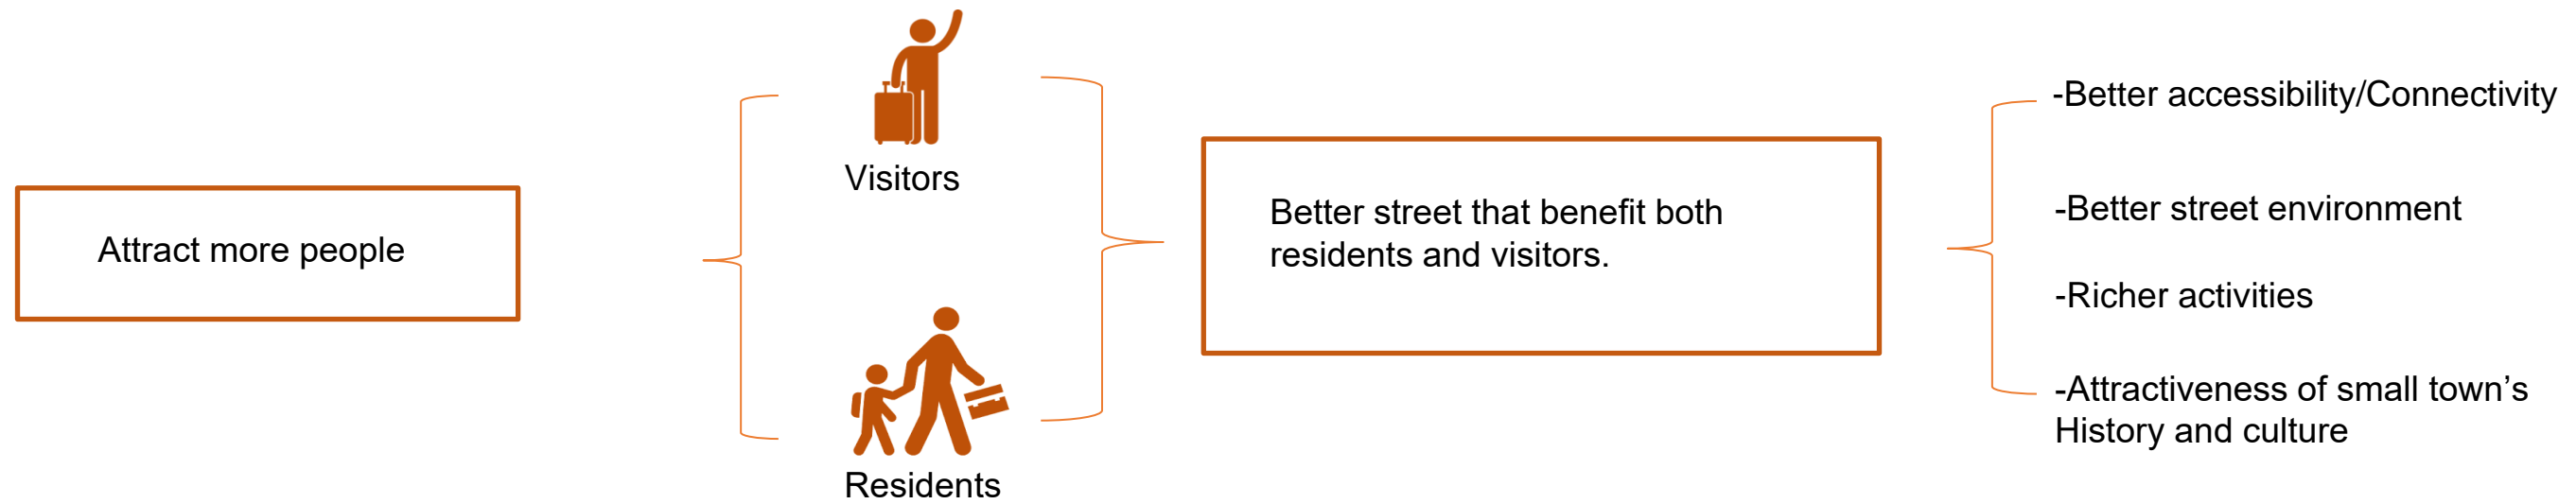 Attract more people
Visitors
Residents
Better street that benefit both
residents and visitors.
-Better accessibility/Connectivity
-Better street environment
-Richer activities
-Attractiveness of small town’s
History and culture